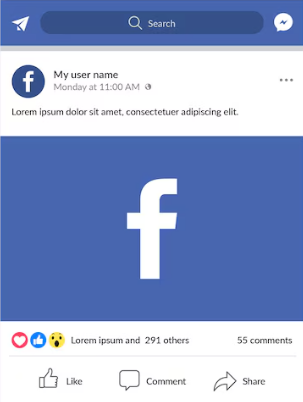 Search
My user name
Monday at 11:00 AM
Lorem ipsum dolor sit amet, consectetuer adipiscing elit.
f
Lorem ipsum and 291 others
55 comments
Like
Comment
Share